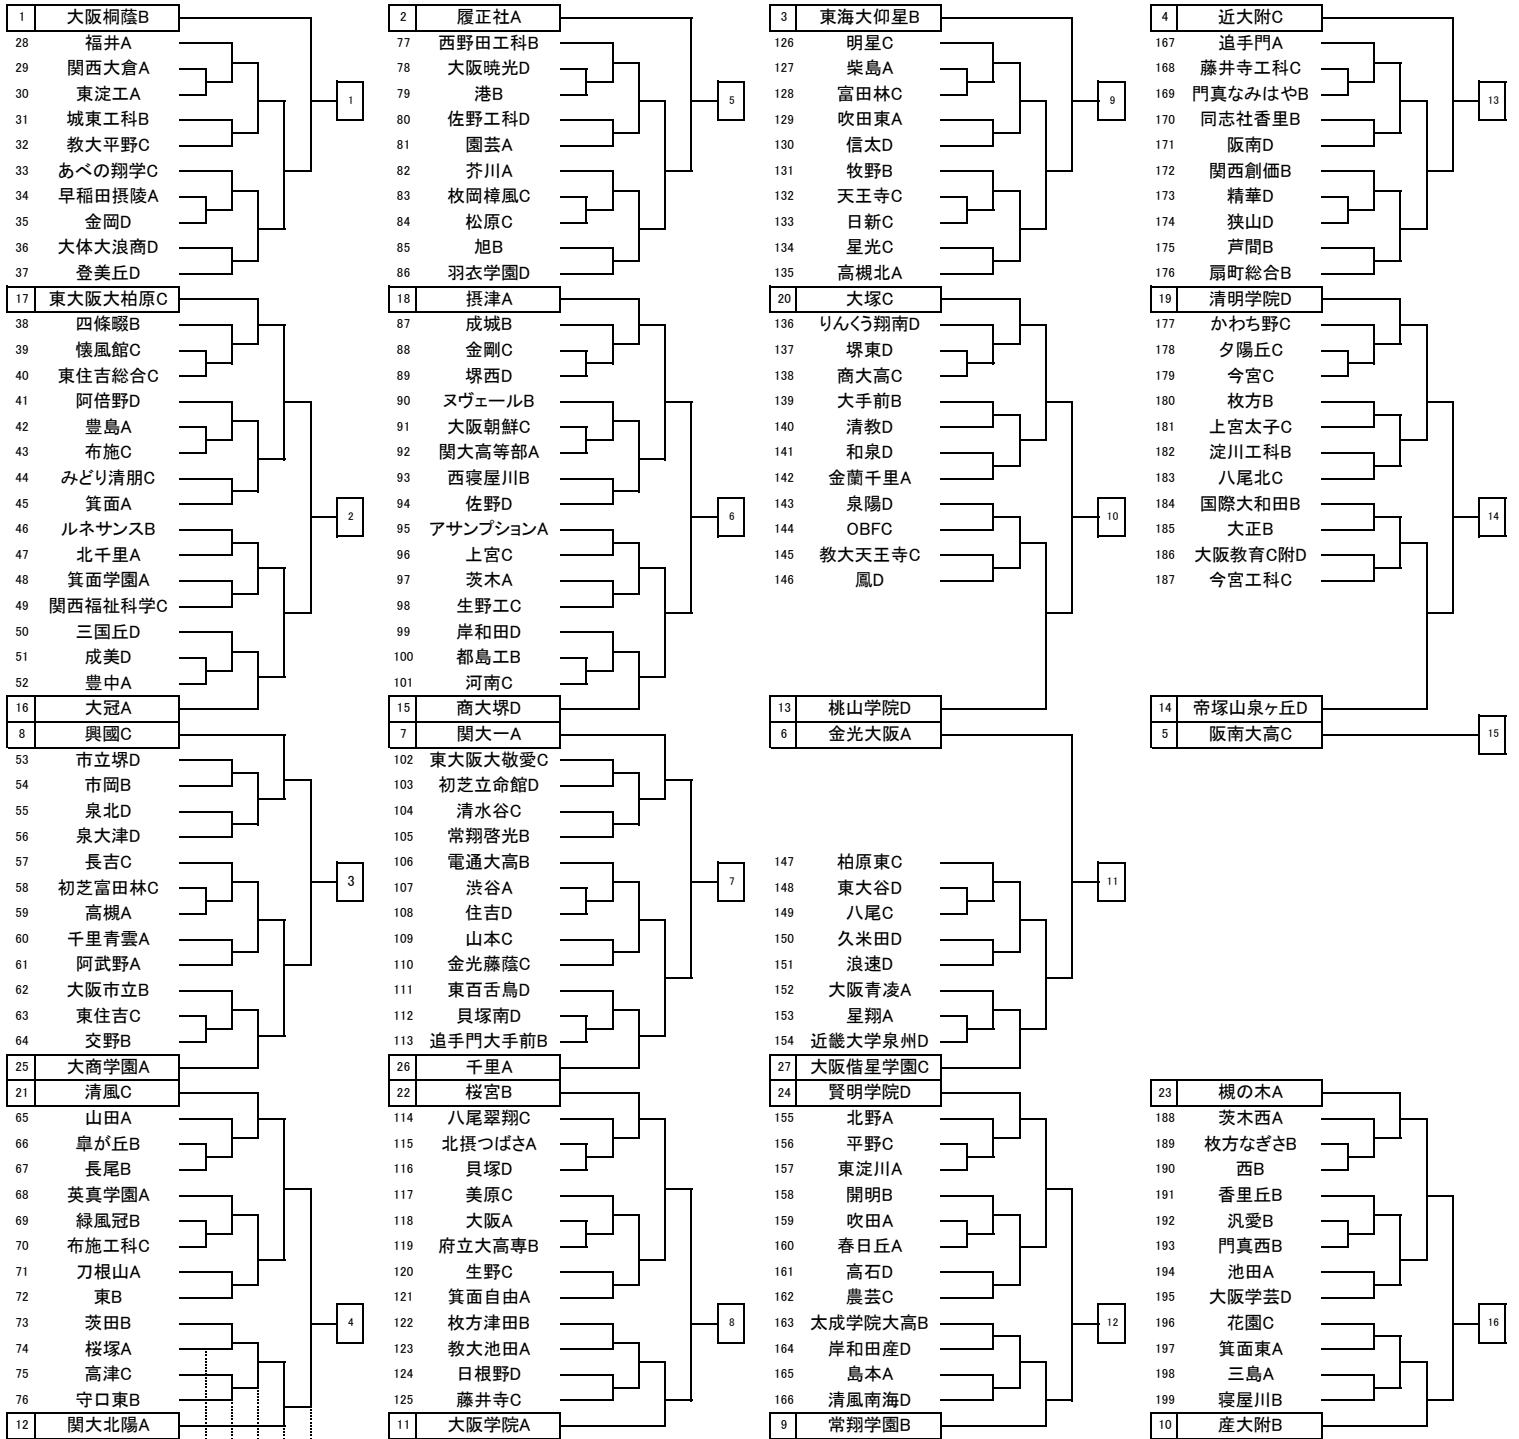 1 大阪桐蔭B
28 福井A
29 関西大倉A
30 東淀工A
31 城東工科B
32 教大平野C
33 あべの翔学C
34 早稲田摂陵A
35 金岡D
36 大体大浪商D
37 登美丘D
1
17 東大阪大柏原C
38 四條畷B
39 懐風館C
40 東住吉総合C
41 阿倍野D
42 豊島A
43 布施C
44 みどり清朋C
45 箕面A
46 ルネサンスB
47 北千里A
48 箕面学園A
49 関西福祉科学C
50 三国丘D
51 成美D
52 豊中A
16 大冠A
2
8 興國C
53 市立堺D
54 市岡B
55 泉北D
56 泉大津D
57 長吉C
58 初芝富田林C
59 高槻A
60 千里青雲A
61 阿武野A
62 大阪市立B
63 東住吉C
64 交野B
25 大商学園A
3
21 清風C
65 山田A
66 皐が丘B
67 長尾B
68 英真学園A
69 緑風冠B
70 布施工科C
71 刀根山A
72 東B
73 茨田B
74 桜塚A
75 高津C
76 守口東B
12 関大北陽A
4
2 履正社A
77 西野田工科B
78 大阪暁光D
79 港B
80 佐野工科D
81 園芸A
82 芥川A
83 枚岡樟風C
84 松原C
85 旭B
86 羽衣学園D
5
18 摂津A
87 成城B
88 金剛C
89 堺西D
90 ヌヴェールB
91 大阪朝鮮C
92 関大高等部A
93 西寝屋川B
94 佐野D
95 アサンプションA
96 上宮C
97 茨木A
98 生野工C
99 岸和田D
100 都島工B
101 河南C
15 商大堺D
6
7 関大一A
102 東大阪大敬愛C
103 初芝立命館D
104 清水谷C
105 常翔啓光B
106 電通大高B
107 渋谷A
108 住吉D
109 山本C
110 金光藤蔭C
111 東百舌鳥D
112 貝塚南D
113 追手門大手前B
26 千里A
7
22 桜宮B
114 八尾翠翔C
115 北摂つばさA
116 貝塚D
117 美原C
118 大阪A
119 府立大高専B
120 生野C
121 箕面自由A
122 枚方津田B
123 教大池田A
124 日根野D
125 藤井寺C
11 大阪学院A
8
3 東海大仰星B
126 明星C
127 柴島A
128 富田林C
129 吹田東A
130 信太D
131 牧野B
132 天王寺C
133 日新C
134 星光C
135 高槻北A
9
20 大塚C
136 りんくう翔南D
137 堺東D
138 商大高C
139 大手前B
140 清教D
141 和泉D
142 金蘭千里A
143 泉陽D
144 OBFC
145 教大天王寺C
146 鳳D
13 桃山学院D
10
6 金光大阪A
147 柏原東C
148 東大谷D
149 八尾C
150 久米田D
151 浪速D
152 大阪青凌A
153 星翔A
154 近畿大学泉州D
27 大阪偕星学園C
11
24 賢明学院D
155 北野A
156 平野C
157 東淀川A
158 開明B
159 吹田A
160 春日丘A
161 高石D
162 農芸C
163 太成学院大高B
164 岸和田産D
165 島本A
166 清風南海D
9 常翔学園B
12
4 近大附C
167 追手門A
168 藤井寺工科C
169 門真なみはやB
170 同志社香里B
171 阪南D
172 関西創価B
173 精華D
174 狭山D
175 芦間B
176 扇町総合B
13
19 清明学院D
177 かわち野C
178 夕陽丘C
179 今宮C
180 枚方B
181 上宮太子C
182 淀川工科B
183 八尾北C
184 国際大和田B
185 大正B
186 大阪教育C附D
187 今宮工科C
14 帝塚山泉ヶ丘D
14
5 阪南大高C
15
23 槻の木A
188 茨木西A
189 枚方なぎさB
190 西B
191 香里丘B
192 汎愛B
193 門真西B
194 池田A
195 大阪学芸D
196 花園C
197 箕面東A
198 三島A
199 寝屋川B
10 産大附B
16